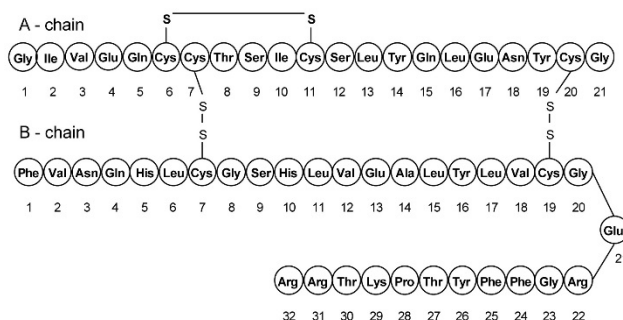 A - chain
S S
Gly Ile Val Glu Gln Cys Cys Thr Ser Ile Cys Ser Leu Tyr Gln Leu Glu Asn Tyr Cys Gly
1 2 3 4 5 6 7 8 9 10 11 12 13 14 15 16 17 18 19 20 21
S S
S S
B - chain
Phe Val Asn Gln His Leu Cys Gly Ser His Leu Val Glu Ala Leu Tyr Leu Val Cys Gly
1 2 3 4 5 6 7 8 9 10 11 12 13 14 15 16 17 18 19 20
Glu
2
Arg Arg Thr Lys Pro Thr Tyr Phe Phe Gly Arg
32 31 30 29 28 27 26 25 24 23 22